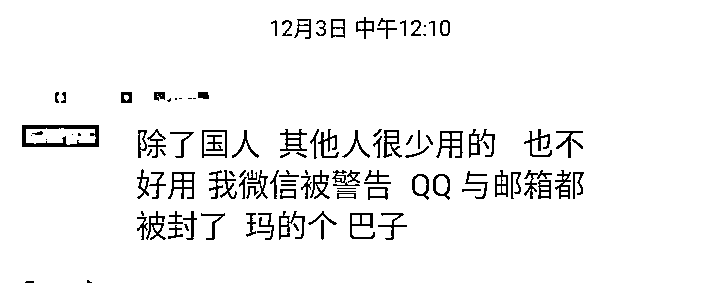 12月3日 中午12:10
除了国人 其他人很少用的 也不
好用 我微信被警告 QQ 与邮箱都
被封了 玛的个 巴子